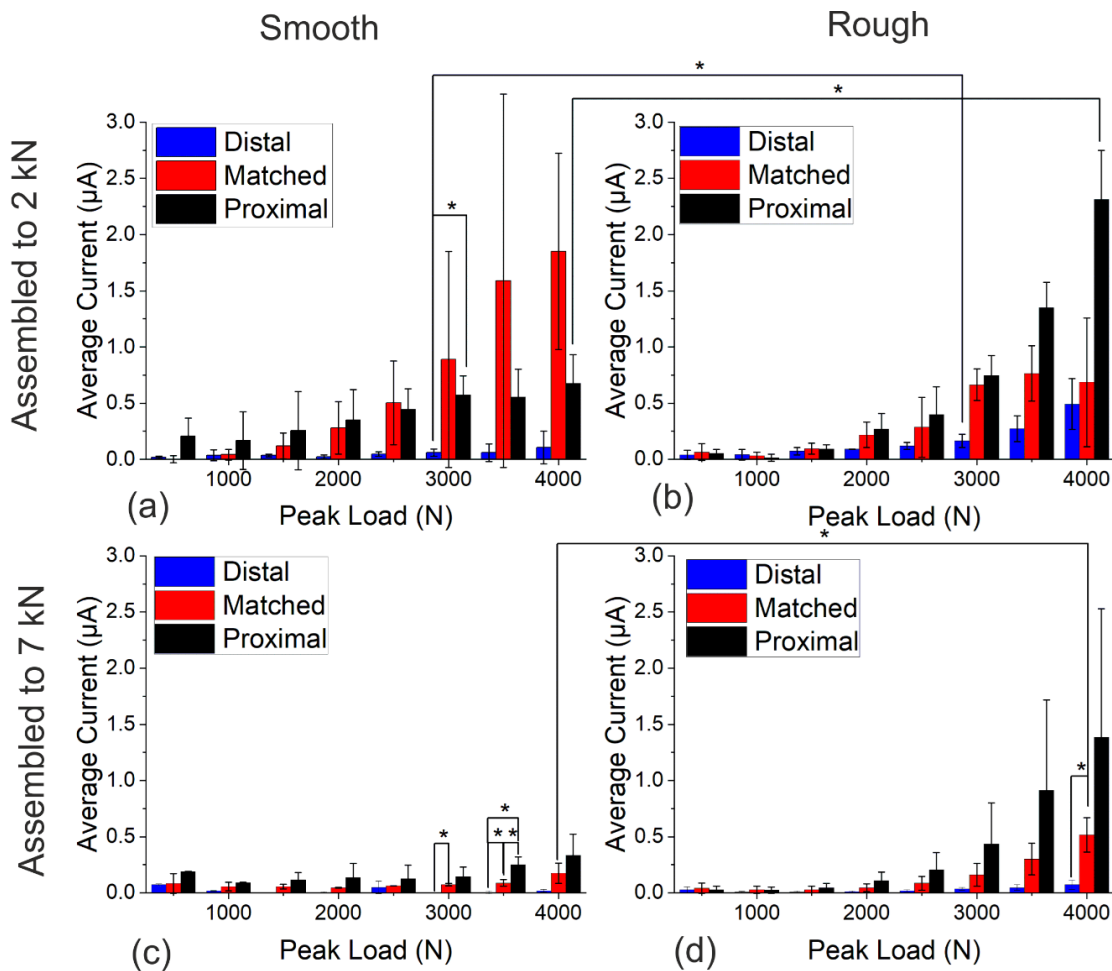 Smooth
Rough
Assembled to 2 kN
Assembled to 7 kN
*
*
3.0
2.5
2.0
1.5
1.0
0.5
0.0
Average Current (µA)
Distal
Matched
Proximal
*
1000
2000
3000
4000
Peak Load (N)
(a)
3.0
2.5
2.0
1.5
1.0
0.5
0.0
Average Current (µA)
Distal
Matched
Proximal
1000
2000
3000
4000
Peak Load (N)
(b)
*
3.0
2.5
2.0
1.5
1.0
0.5
0.0
Average Current (µA)
Distal
Matched
Proximal
*
*
* *
1000
2000
3000
4000
Peak Load (N)
(c)
3.0
2.5
2.0
1.5
1.0
0.5
0.0
Average Current (µA)
Distal
Matched
Proximal
*
1000
2000
3000
4000
Peak Load (N)
(d)